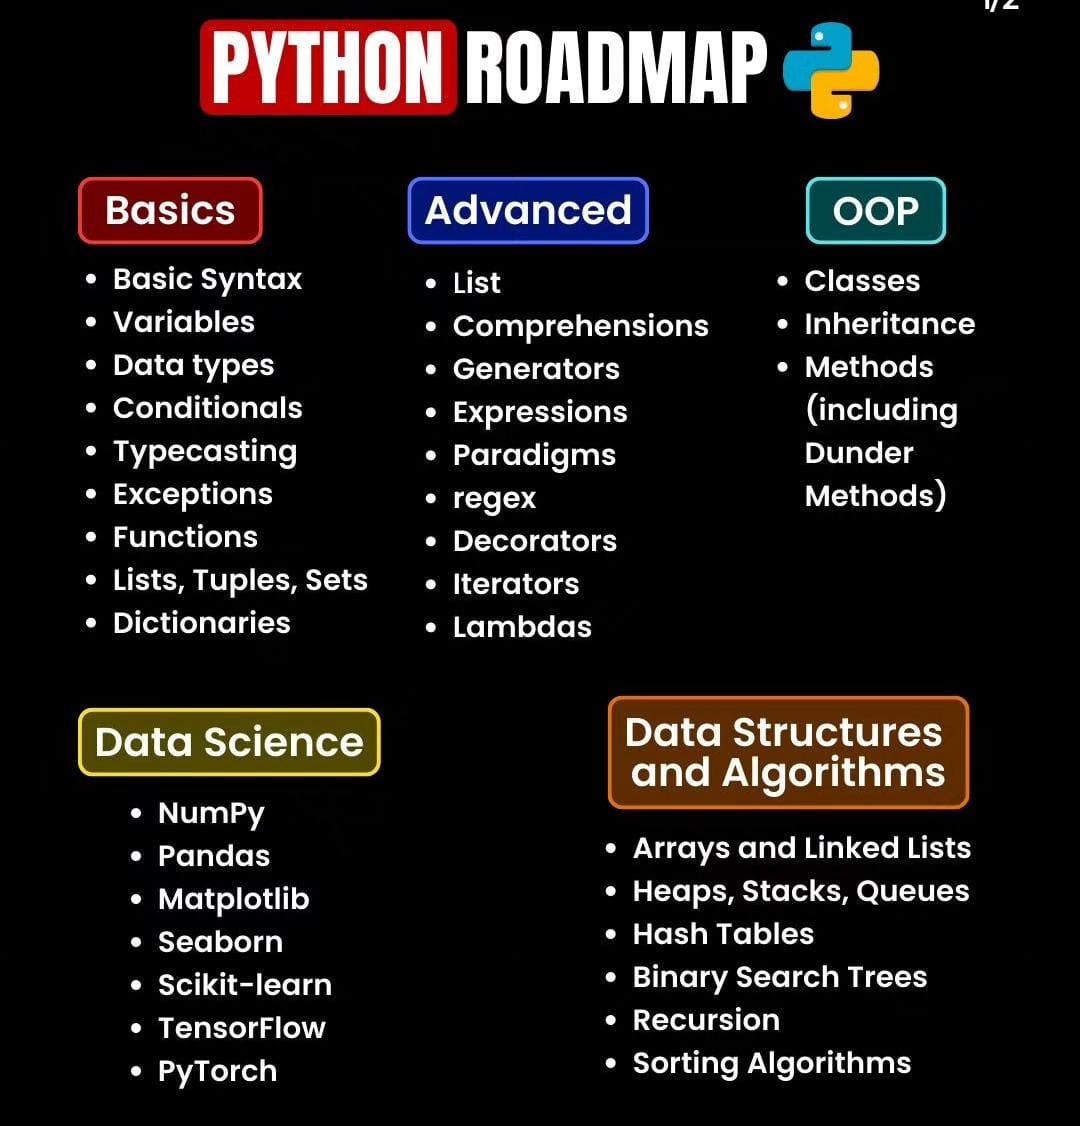 1/2
PYTHON ROADMAP
Basics
• Basic Syntax
• Variables
• Data types
• Conditionals
• Typecasting
• Exceptions
• Functions
• Lists, Tuples, Sets
• Dictionaries
Advanced
• List
• Comprehensions
• Generators
• Expressions
• Paradigms
• regex
• Decorators
• Iterators
• Lambdas
OOP
• Classes
• Inheritance
• Methods
(including
Dunder
Methods)
Data Science
• NumPy
• Pandas
• Matplotlib
• Seaborn
• Scikit-learn
• TensorFlow
• PyTorch
Data Structures
and Algorithms
• Arrays and Linked Lists
• Heaps, Stacks, Queues
• Hash Tables
• Binary Search Trees
• Recursion
• Sorting Algorithms